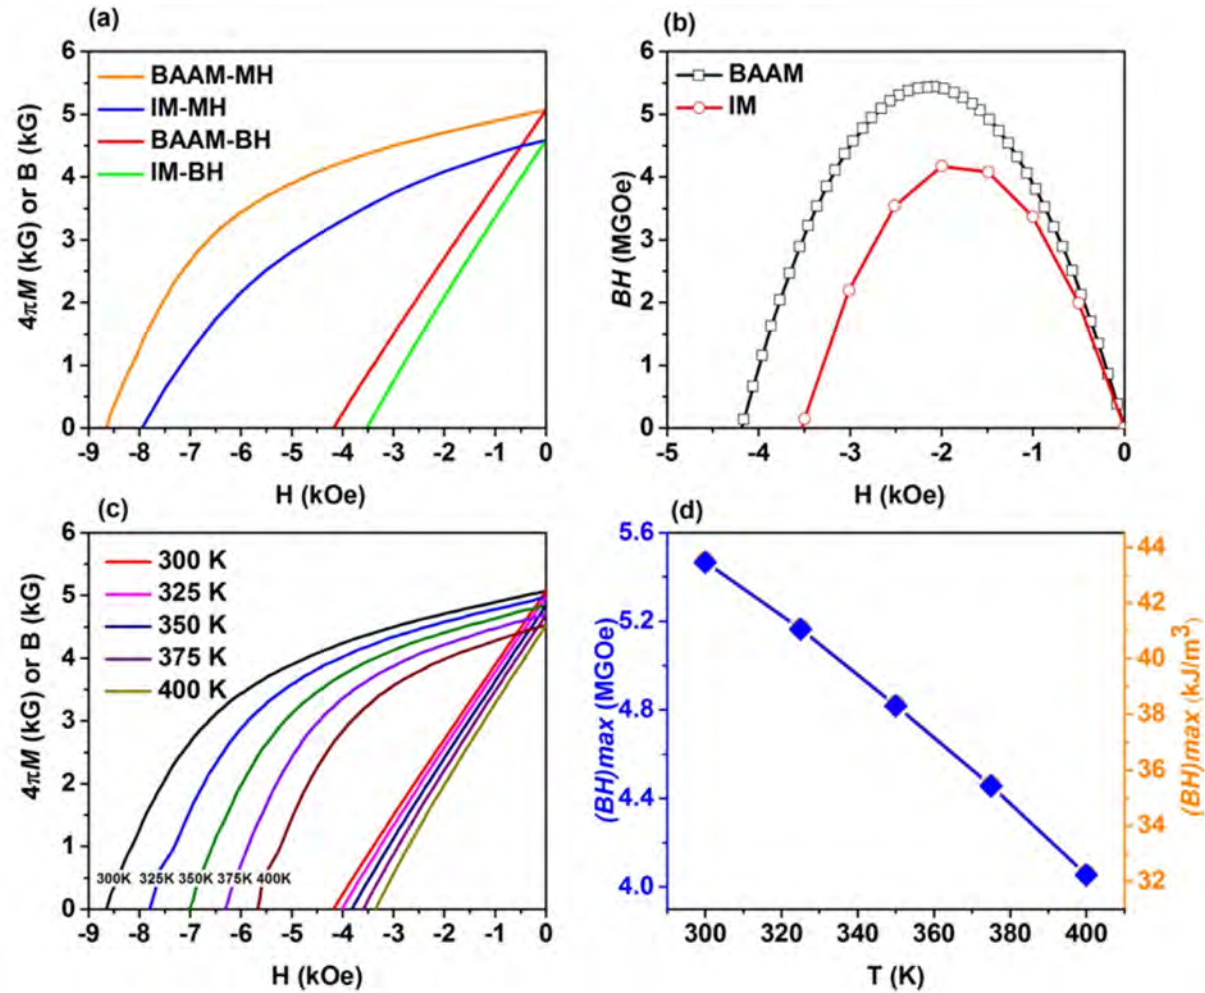 (a)
6
5
4
3
2
1
0
4πM (kG) or B (kG)
BAAM-MH
IM-MH
BAAM-BH
IM-BH
-9 -8 -7 -6 -5 -4 -3 -2 -1 0
H (kOe)
(b)
6
5
4
3
2
1
0
BH (MGOe)
BAAM
IM
-5 -4 -3 -2 -1 0
H (kOe)
(c)
6
5
4
3
2
1
0
4πM (kG) or B (kG)
300 K
325 K
350 K
375 K
400 K
300K 325K 350K 375K 400K
-9 -8 -7 -6 -5 -4 -3 -2 -1 0
H (kOe)
(d)
5.6
5.2
4.8
4.4
4.0
(BH)max (MGOe)
44
42
40
38
36
34
32
(BH)max (kJ/m³)
300 320 340 360 380 400
T (K)